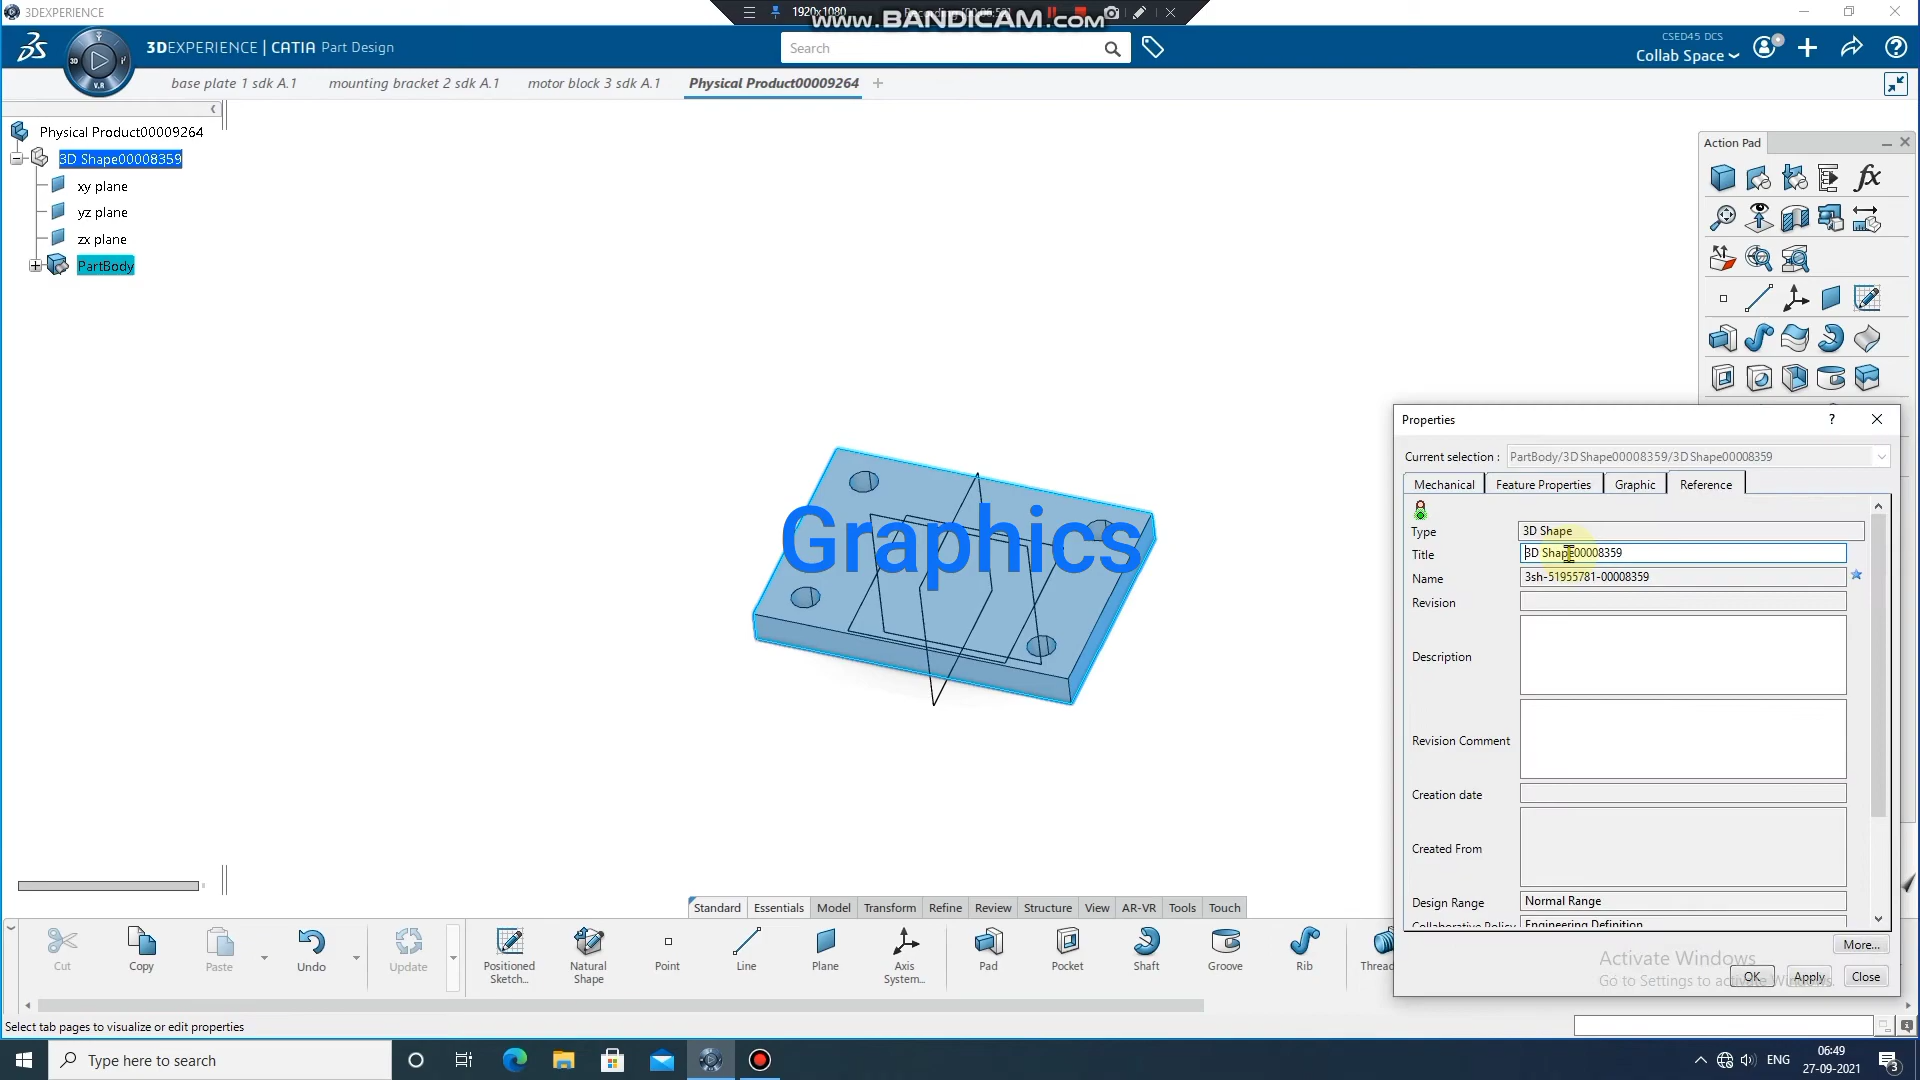 3DEXPERIENCE
1920x1080
www.BANDICAM.com
3DEXPERIENCE | CATIA Part Design
Search
CSED45 DCS
Collab Space
3D
V.R
base plate 1 sdk A.1
mounting bracket 2 sdk A.1
motor block 3 sdk A.1
Physical Product00009264
Physical Product00009264
3D Shape00008359
xy plane
yz plane
zx plane
PartBody
Graphics
Action Pad
fx
Properties
?
Current selection :
PartBody/3D Shape00008359/3D Shape00008359
Mechanical
Feature Properties
Graphic
Reference
Type
3D Shape
Title
3D Shape00008359
Name
3sh-51955781-00008359
Revision
Description
Revision Comment
Creation date
Created From
Design Range
Normal Range
Collaborative Policy
Engineering Definition
More...
OK
Apply
Close
Activate Windows
Go to Settings to activate Windows.
Standard
Essentials
Model
Transform
Refine
Review
Structure
View
AR-VR
Tools
Touch
Cut
Copy
Paste
Undo
Update
Positioned Sketch...
Natural Shape
Point
Line
Plane
Axis System...
Pad
Pocket
Shaft
Groove
Rib
Select tab pages to visualize or edit properties
Type here to search
ENG
06:49
27-09-2021
3